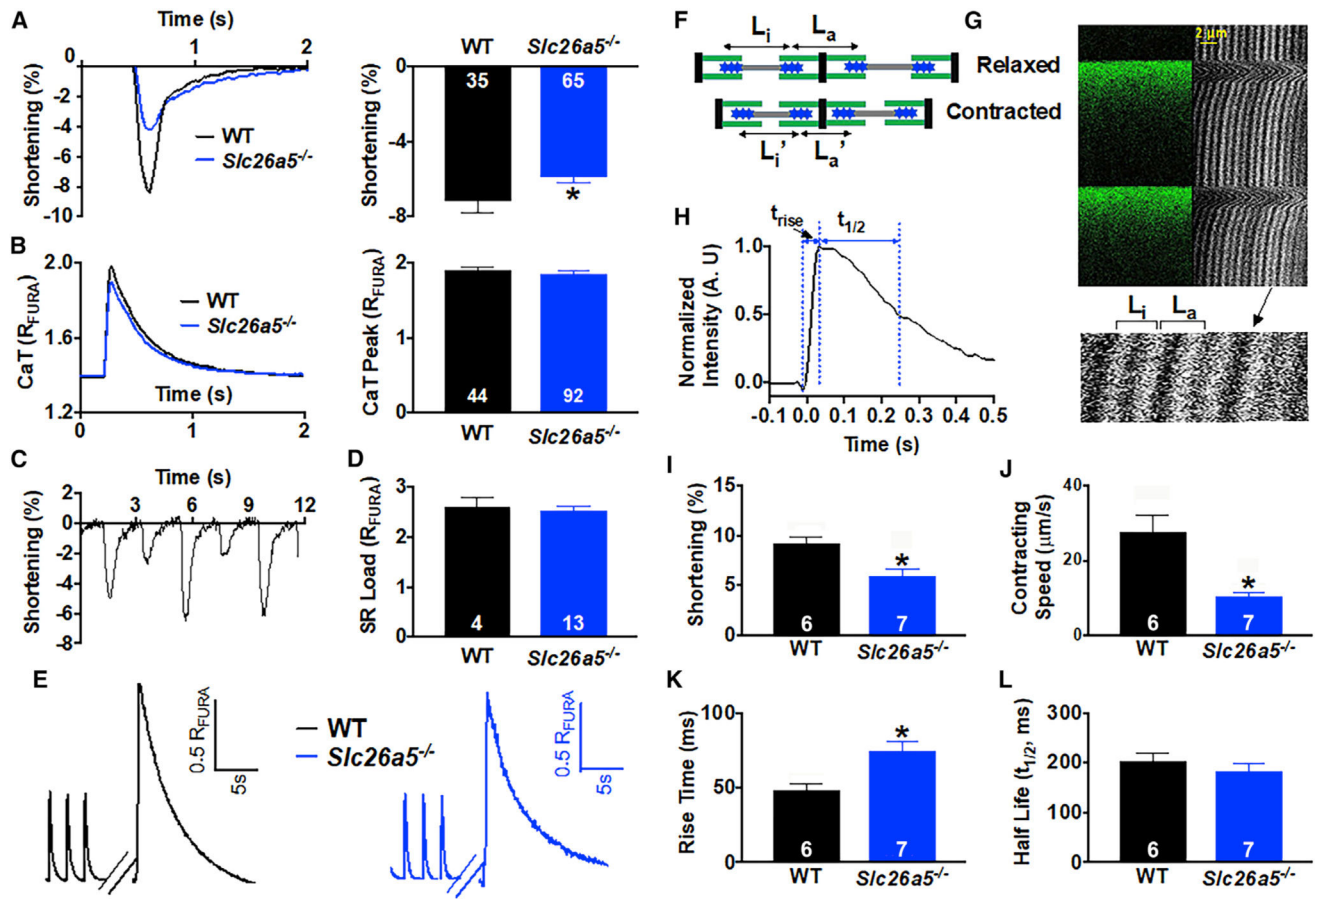 A
Time (s)
0
1
2
0
-2
-4
-6
-8
-10
Shortening (%)
WT
Slc26a5-/-
WT
Slc26a5-/-
0
-4
-8
Shortening (%)
35
65
*
B
2.0
1.6
1.2
CaT (RFURA)
WT
Slc26a5-/-
Time (s)
0
1
2
2
1
0
CaT Peak (RFURA)
44
92
WT
Slc26a5-/-
C
Time (s)
3
6
9
12
2
0
-2
-4
-6
-8
Shortening (%)
D
3
2
1
0
SR Load (RFURA)
4
13
WT
Slc26a5-/-
E
0.5 RFURA
5s
WT
Slc26a5-/-
0.5 RFURA
5s
F
Li
La
Relaxed
Contracted
Li’
La’
G
2 μm
Li
La
H
trise
t1/2
1.0
0.5
0.0
Normalized
Intensity (A. U)
-0.1
0.0
0.1
0.2
0.3
0.4
0.5
Time (s)
I
15
10
5
0
Shortening (%)
*
6
7
WT
Slc26a5-/-
J
40
20
0
Contracting
Speed (μm/s)
*
6
7
WT
Slc26a5-/-
K
100
50
0
Rise Time (ms)
*
6
7
WT
Slc26a5-/-
L
300
200
100
0
Half Life (t1/2, ms)
6
7
WT
Slc26a5-/-